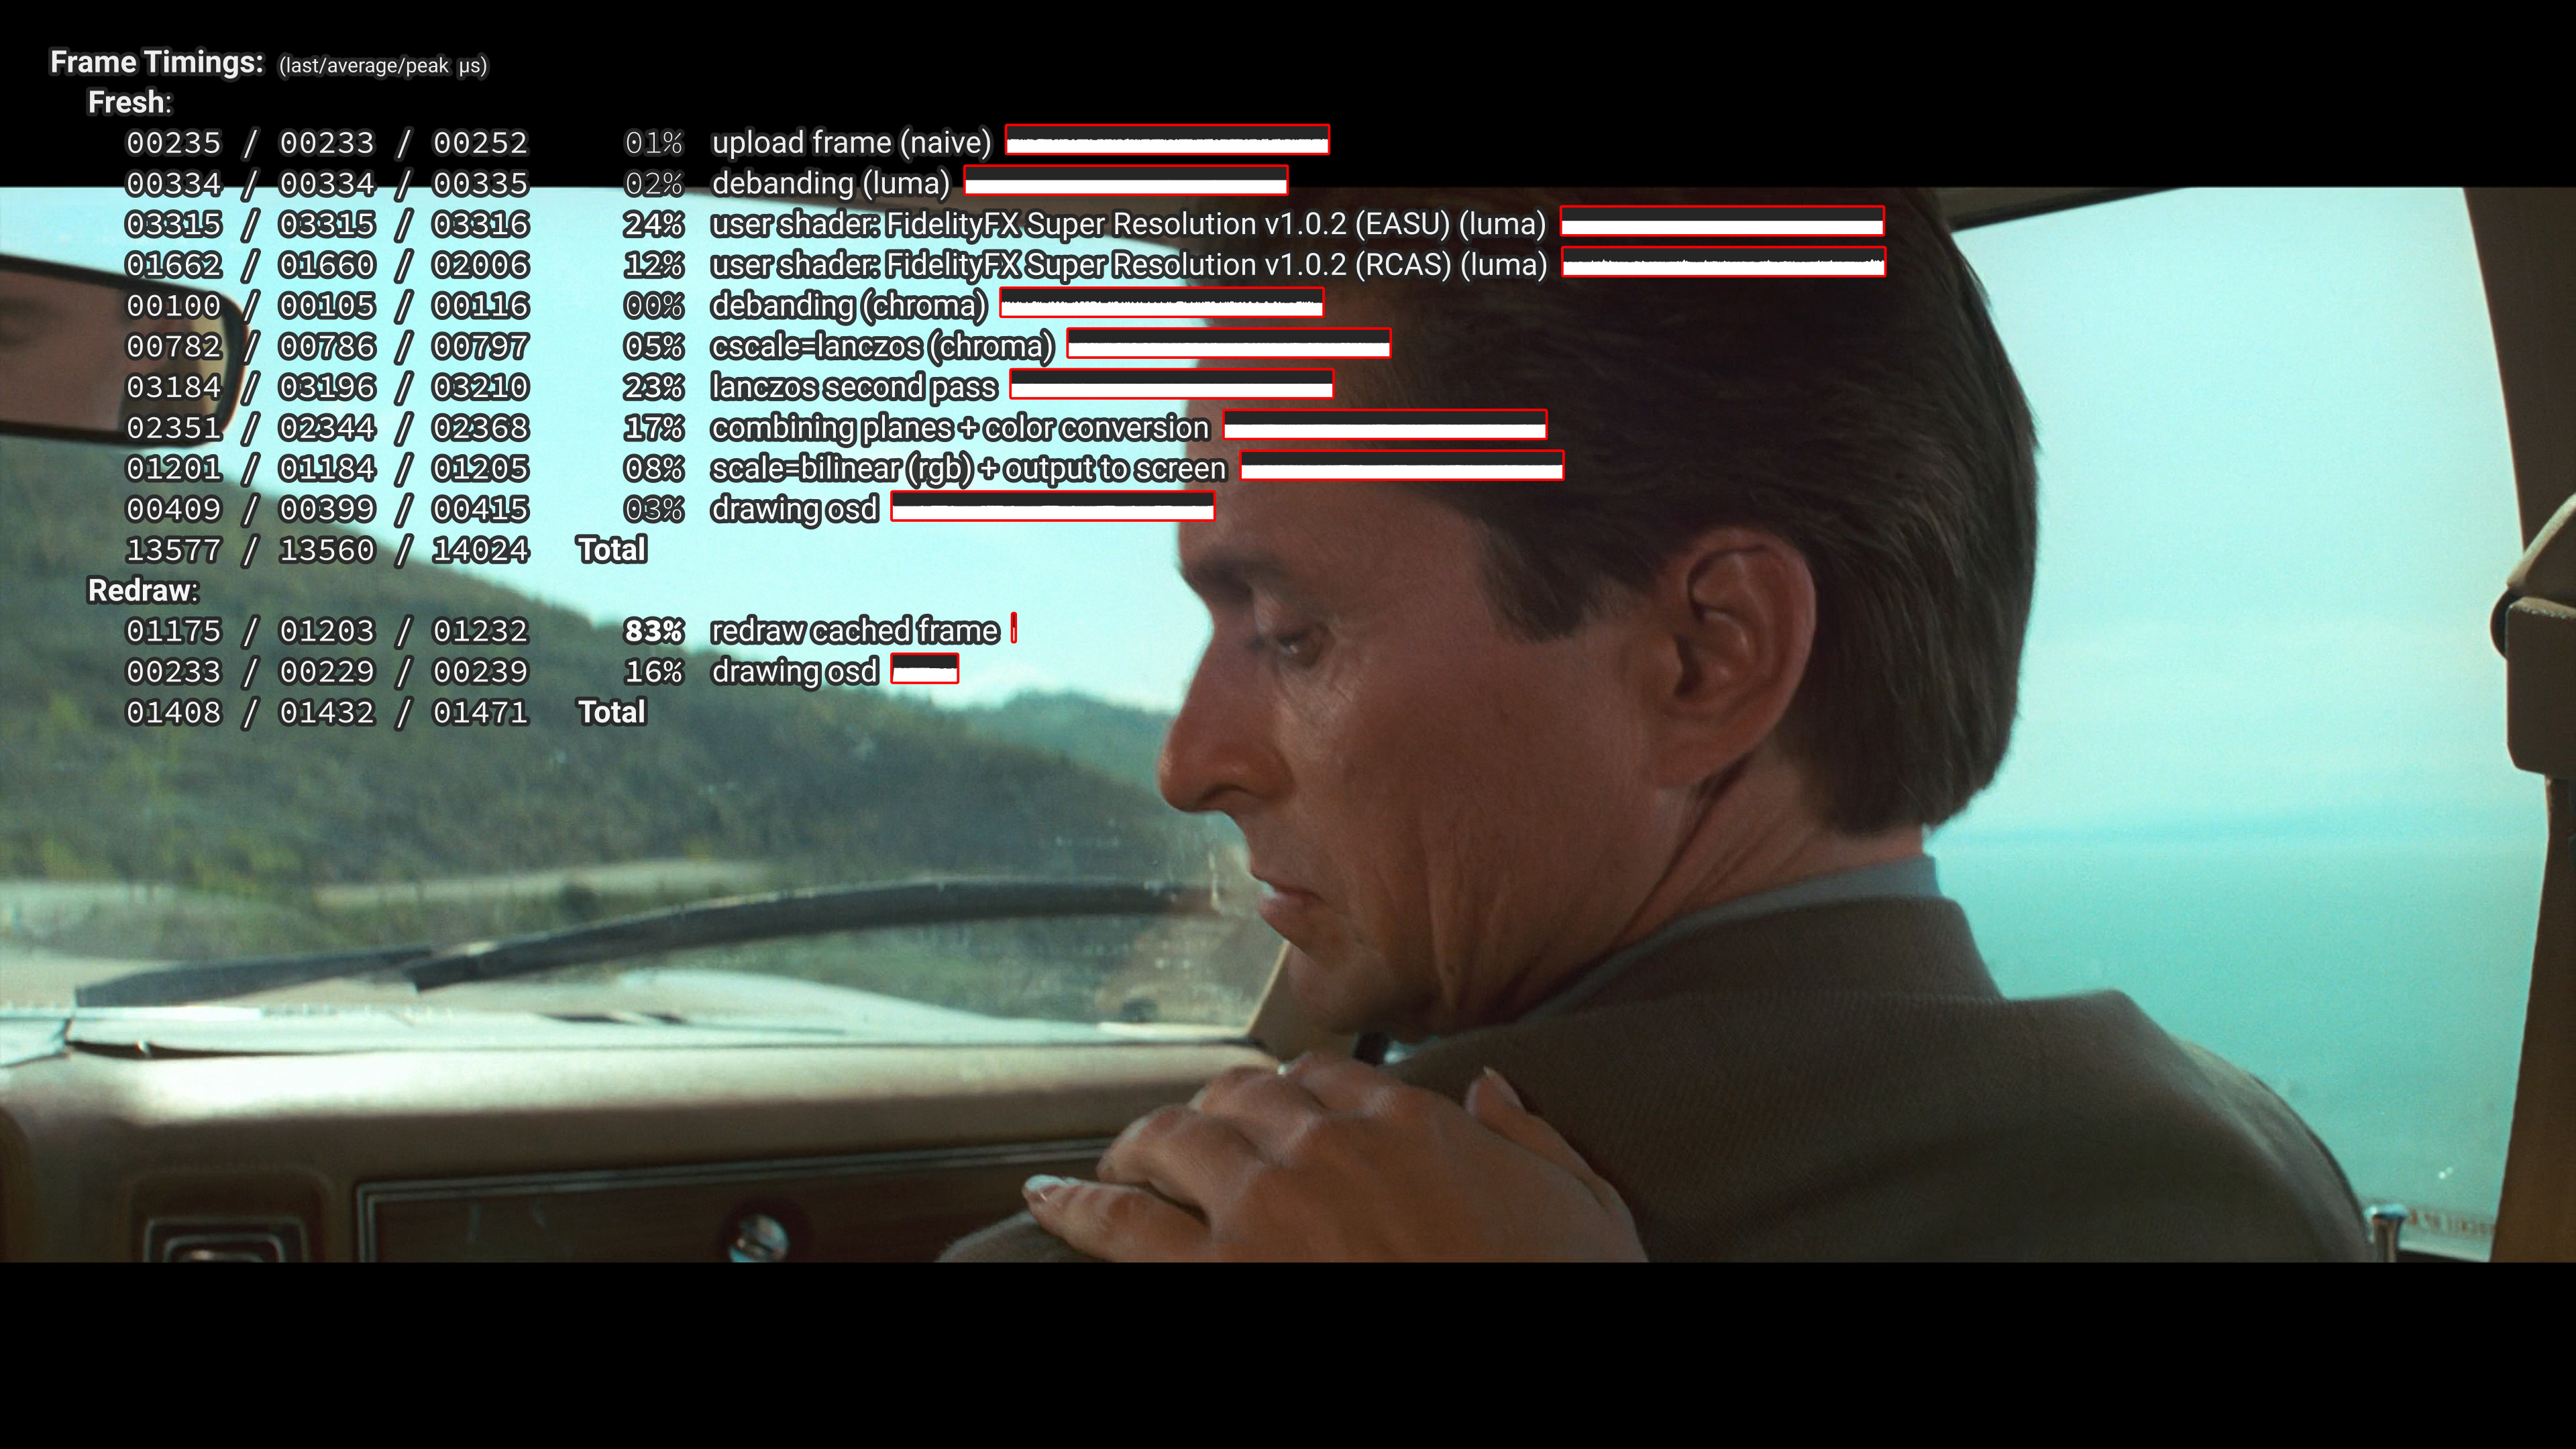 Frame Timings: (last/average/peak μs)
Fresh:
00235 / 00233 / 00252 01% upload frame (naive)
00334 / 00334 / 00335 02% debanding (luma)
03315 / 03315 / 03316 24% user shader: FidelityFX Super Resolution v1.0.2 (EASU) (luma)
01662 / 01660 / 02006 12% user shader: FidelityFX Super Resolution v1.0.2 (RCAS) (luma)
00100 / 00105 / 00116 00% debanding (chroma)
00782 / 00786 / 00797 05% cscale=lanczos (chroma)
03184 / 03196 / 03210 23% lanczos second pass
02351 / 02344 / 02368 17% combining planes + color conversion
01201 / 01184 / 01205 08% scale=bilinear (rgb) + output to screen
00409 / 00399 / 00415 03% drawing osd
13577 / 13560 / 14024 Total
Redraw:
01175 / 01203 / 01232 83% redraw cached frame
00233 / 00229 / 00239 16% drawing osd
01408 / 01432 / 01471 Total